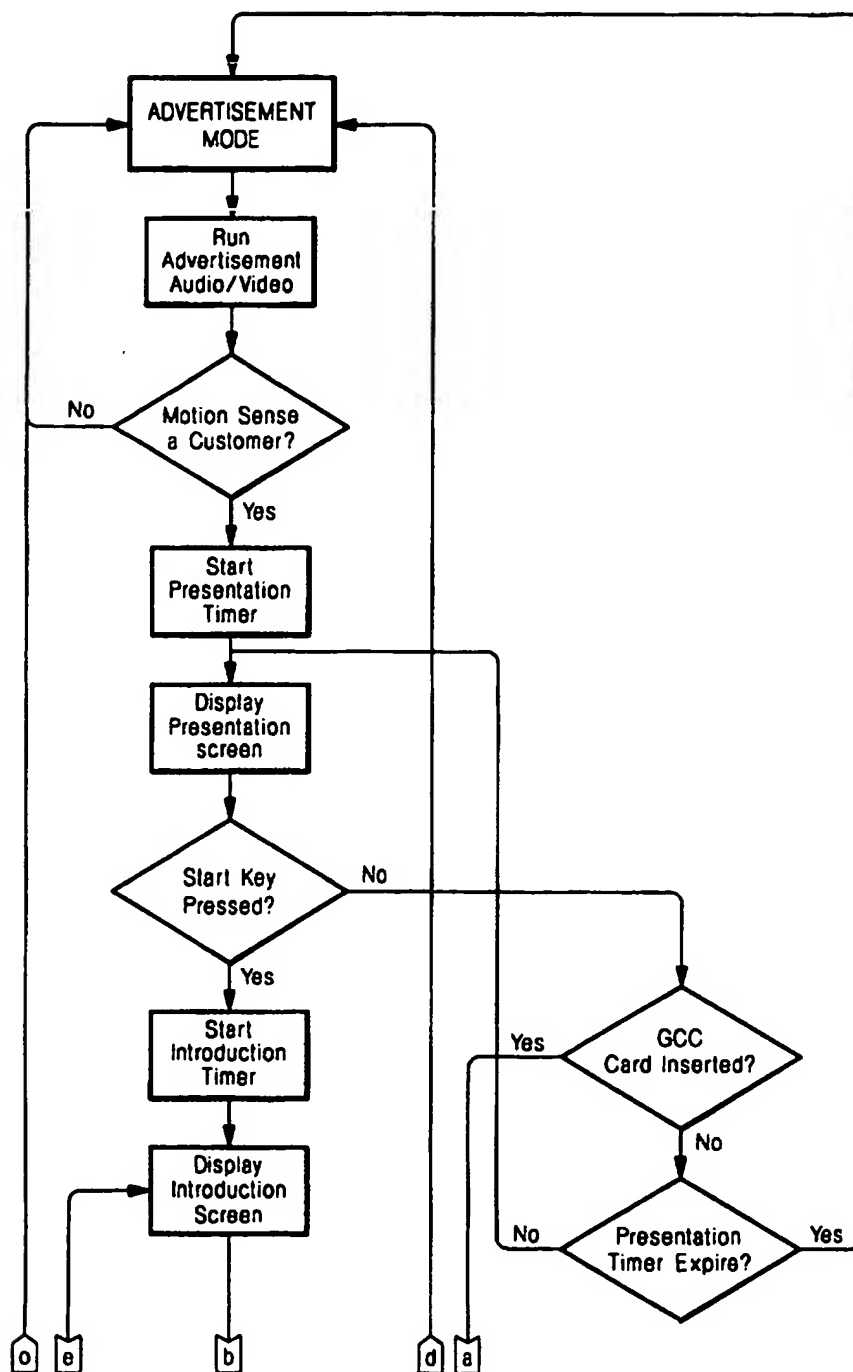 ADVERTISEMENT
MODE
Run
Advertisement
Audio/Video
Motion Sense
a Customer?
No
Yes
Start
Presentation
Timer
Display
Presentation
screen
Start Key
Pressed?
No
Yes
Start
Introduction
Timer
GCC
Card Inserted?
Yes
No
Display
Introduction
Screen
Presentation
Timer Expire?
No
Yes
o
e
b
d
a